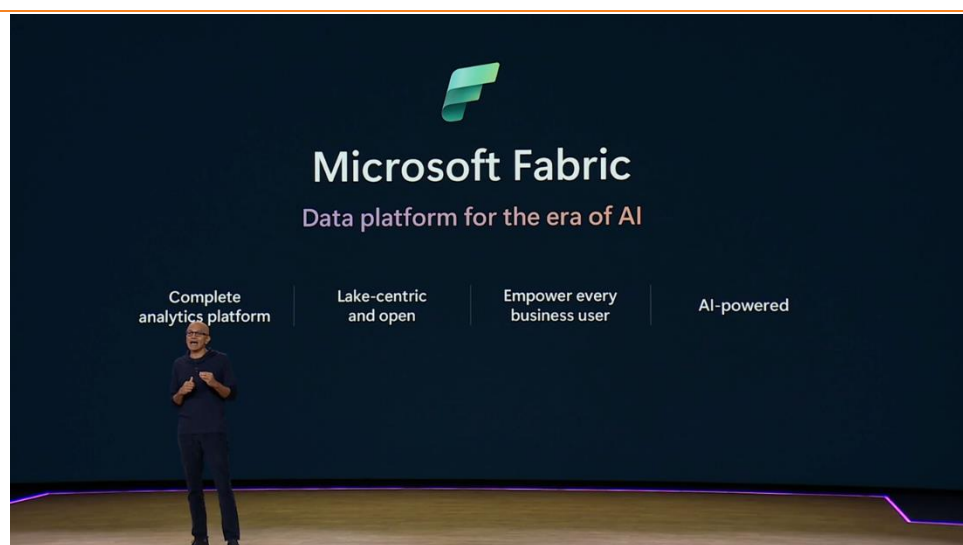 Microsoft Fabric
Data platform for the era of AI
Complete
analytics platform
Lake-centric
and open
Empower every
business user
AI-powered